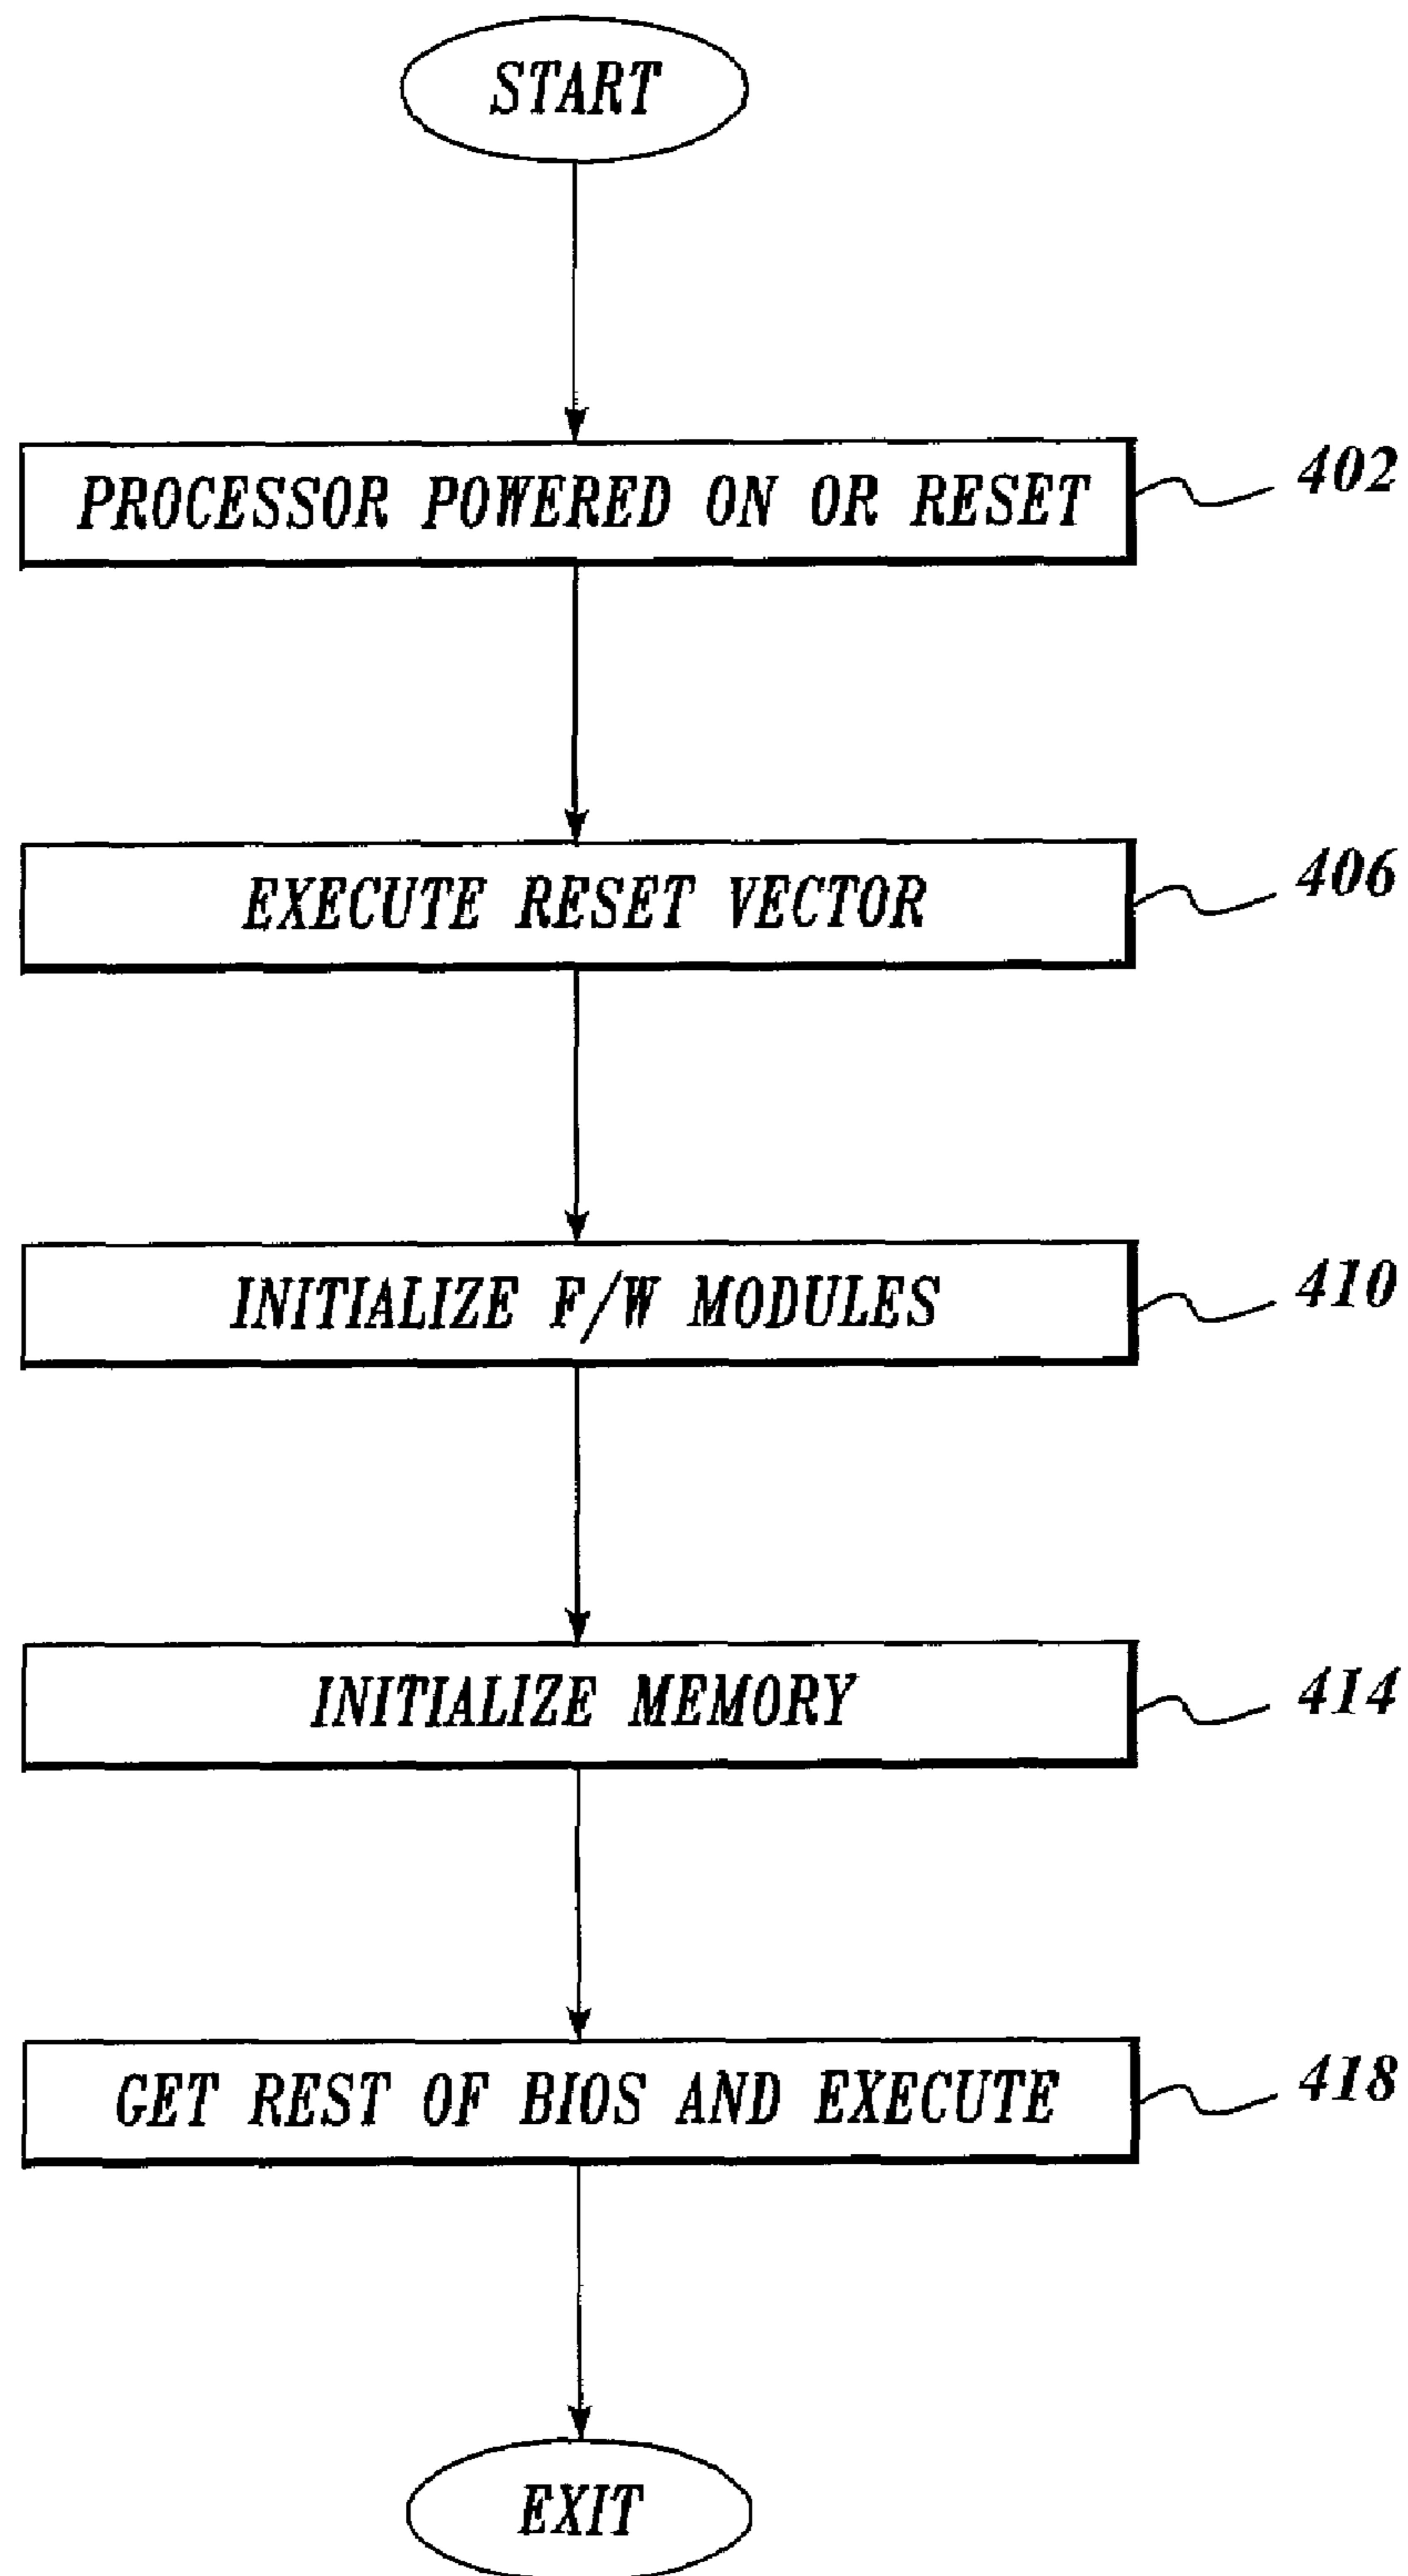 START
PROCESSOR POWERED ON OR RESET
402
EXECUTE RESET VECTOR
406
INITIALIZE F/W MODULES
410
INITIALIZE MEMORY
414
GET REST OF BIOS AND EXECUTE
418
EXIT